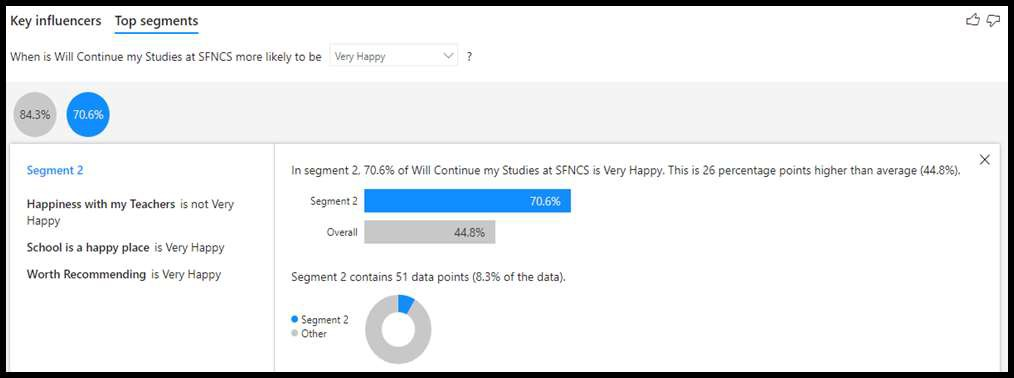 Key influencers Top segments
When is Will Continue my Studies at SFNCS more likely to be Very Happy ?
84.3% 70.6%
Segment 2
Happiness with my Teachers is not Very
Happy
School is a happy place is Very Happy
Worth Recommending is Very Happy
In segment 2, 70.6% of Will Continue my Studies at SFNCS is Very Happy. This is 26 percentage points higher than average (44.8%).
Segment 2 70.6%
Overall 44.8%
Segment 2 contains 51 data points (8.3% of the data).
Segment 2
Other